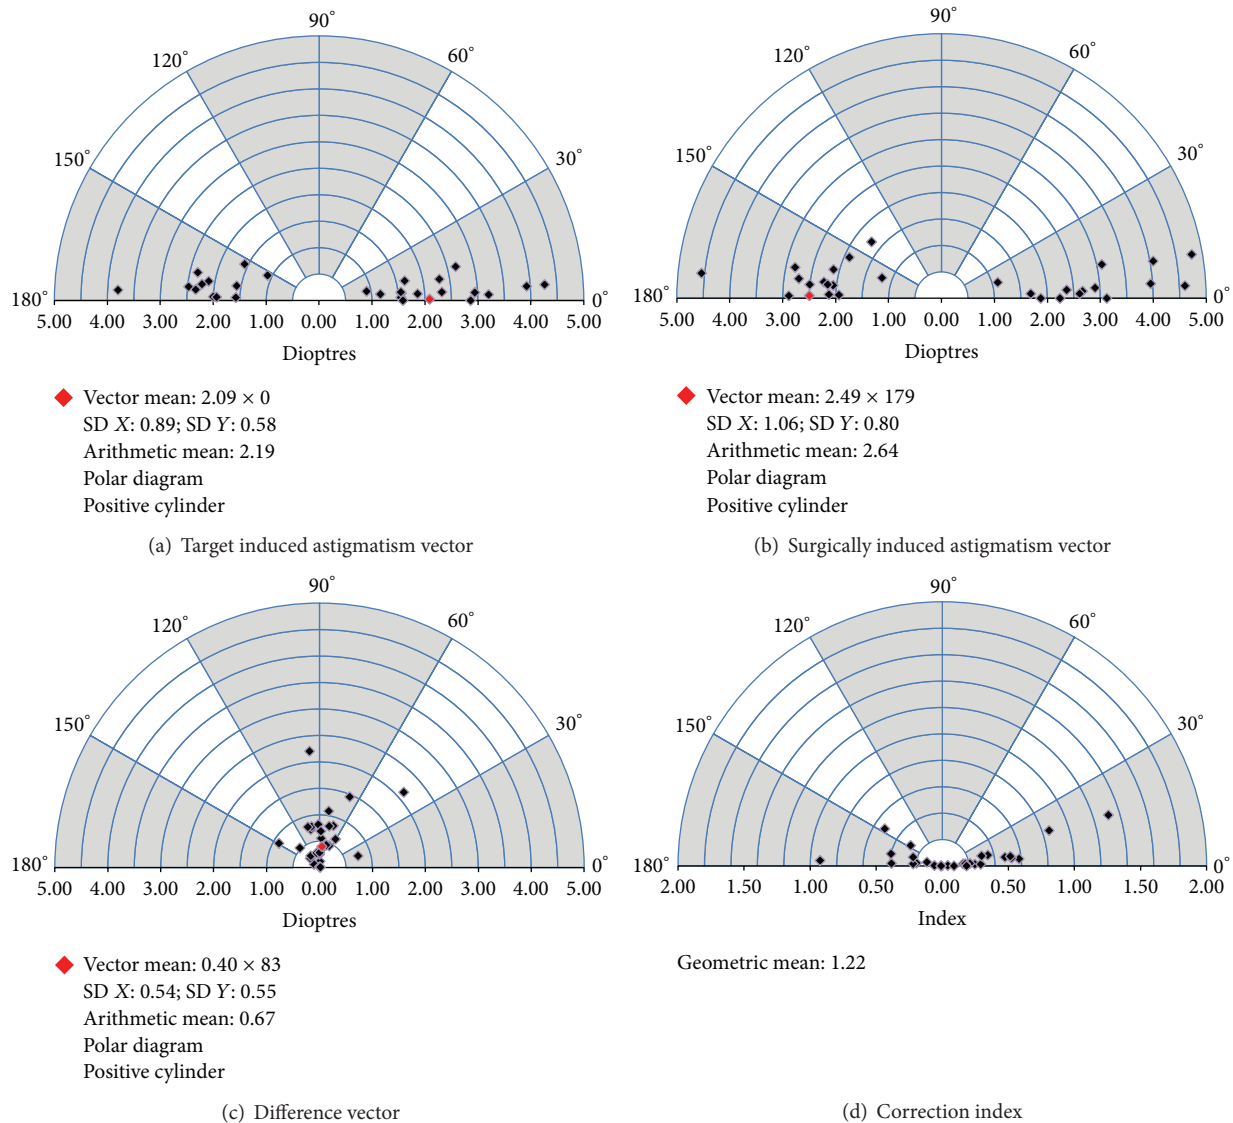 90°
120°
60°
150°
30°
180°
0°
5.00 4.00 3.00 2.00 1.00 0.00 1.00 2.00 3.00 4.00 5.00
Dioptres
Vector mean: 2.09 × 0
SD X: 0.89; SD Y: 0.58
Arithmetic mean: 2.19
Polar diagram
Positive cylinder
(a) Target induced astigmatism vector
90°
120°
60°
150°
30°
180°
0°
5.00 4.00 3.00 2.00 1.00 0.00 1.00 2.00 3.00 4.00 5.00
Dioptres
Vector mean: 2.49 × 179
SD X: 1.06; SD Y: 0.80
Arithmetic mean: 2.64
Polar diagram
Positive cylinder
(b) Surgically induced astigmatism vector
90°
120°
60°
150°
30°
180°
0°
5.00 4.00 3.00 2.00 1.00 0.00 1.00 2.00 3.00 4.00 5.00
Dioptres
Vector mean: 0.40 × 83
SD X: 0.54; SD Y: 0.55
Arithmetic mean: 0.67
Polar diagram
Positive cylinder
(c) Difference vector
90°
120°
60°
150°
30°
180°
0°
2.00 1.50 1.00 0.50 0.00 0.50 1.00 1.50 2.00
Index
Geometric mean: 1.22
(d) Correction index